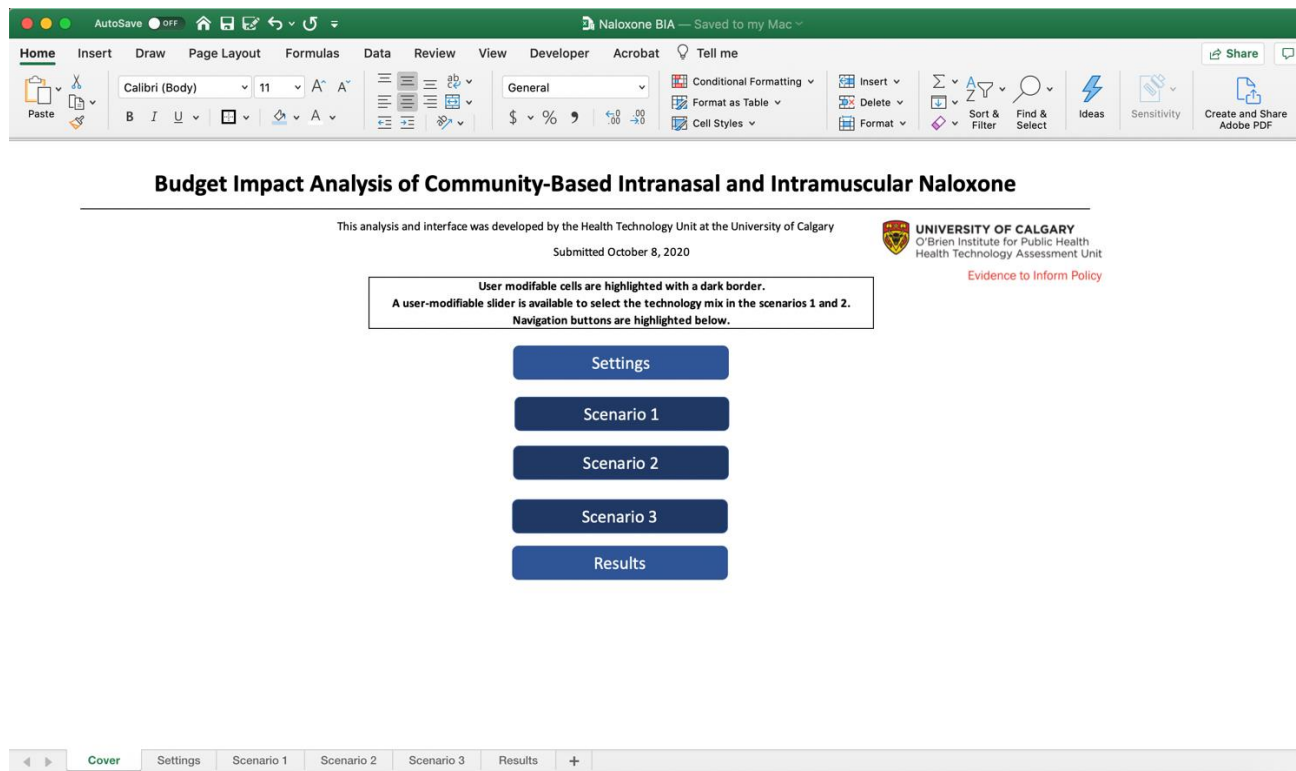 AutoSave OFF
Naloxone BIA — Saved to my Mac
Home Insert Draw Page Layout Formulas Data Review View Developer Acrobat Tell me
Share
Paste
Calibri (Body) 11 A^ A˅
B I U A
ab
General
$ % 9 .00 .00
Conditional Formatting
Format as Table
Cell Styles
Insert
Delete
Format
Sort & Filter
Find & Select
Ideas
Sensitivity
Create and Share Adobe PDF
Budget Impact Analysis of Community-Based Intranasal and Intramuscular Naloxone
This analysis and interface was developed by the Health Technology Unit at the University of Calgary
Submitted October 8, 2020
UNIVERSITY OF CALGARY
O'Brien Institute for Public Health
Health Technology Assessment Unit
Evidence to Inform Policy
User modifable cells are highlighted with a dark border.
A user-modifiable slider is available to select the technology mix in the scenarios 1 and 2.
Navigation buttons are highlighted below.
Settings
Scenario 1
Scenario 2
Scenario 3
Results
Cover Settings Scenario 1 Scenario 2 Scenario 3 Results +